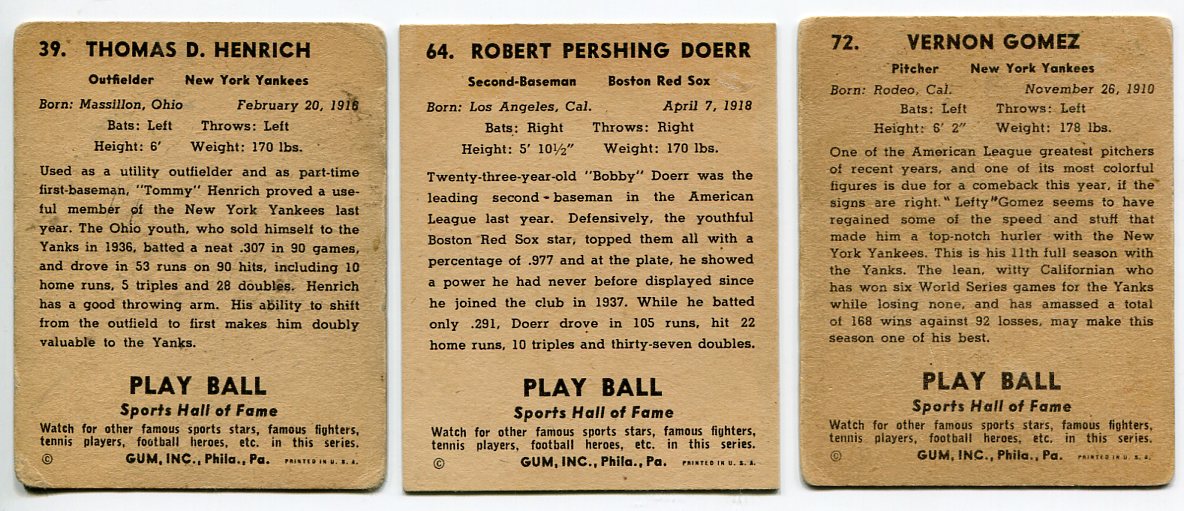 39. THOMAS D. HENRICH
Outfielder New York Yankees
Born: Massillon, Ohio February 20, 1916
Bats: Left Throws: Left
Height: 6' Weight: 170 lbs.
Used as a utility outfielder and as part-time
first-baseman, "Tommy" Henrich proved a use-
ful member of the New York Yankees last
year. The Ohio youth, who sold himself to the
Yanks in 1936, batted a neat .307 in 90 games,
and drove in 53 runs on 90 hits, including 10
home runs, 5 triples and 28 doubles. Henrich
has a good throwing arm. His ability to shift
from the outfield to first makes him doubly
valuable to the Yanks.
PLAY BALL
Sports Hall of Fame
Watch for other famous sports stars, famous fighters,
tennis players, football heroes, etc. in this series.
© GUM, INC., Phila., Pa. PRINTED IN U. S. A.
64. ROBERT PERSHING DOERR
Second-Baseman Boston Red Sox
Born: Los Angeles, Cal. April 7, 1918
Bats: Right Throws: Right
Height: 5' 10½" Weight: 170 lbs.
Twenty-three-year-old "Bobby" Doerr was the
leading second-baseman in the American
League last year. Defensively, the youthful
Boston Red Sox star, topped them all with a
percentage of .977 and at the plate, he showed
a power he had never before displayed since
he joined the club in 1937. While he batted
only .291, Doerr drove in 105 runs, hit 22
home runs, 10 triples and thirty-seven doubles.
PLAY BALL
Sports Hall of Fame
Watch for other famous sports stars, famous fighters,
tennis players, football heroes, etc. in this series.
© GUM, INC., Phila., Pa. PRINTED IN U. S. A.
72. VERNON GOMEZ
Pitcher New York Yankees
Born: Rodeo, Cal. November 26, 1910
Bats: Left Throws: Left
Height: 6' 2" Weight: 178 lbs.
One of the American League greatest pitchers
of recent years, and one of its most colorful
figures is due for a comeback this year, if the
signs are right. "Lefty" Gomez seems to have
regained some of the speed and stuff that
made him a top-notch hurler with the New
York Yankees. This is his 11th full season with
the Yanks. The lean, witty Californian who
has won six World Series games for the Yanks
while losing none, and has amassed a total
of 168 wins against 92 losses, may make this
season one of his best.
PLAY BALL
Sports Hall of Fame
Watch for other famous sports stars, famous fighters,
tennis players, football heroes, etc. in this series.
© GUM, INC., Phila., Pa. PRINTED IN U. S. A.